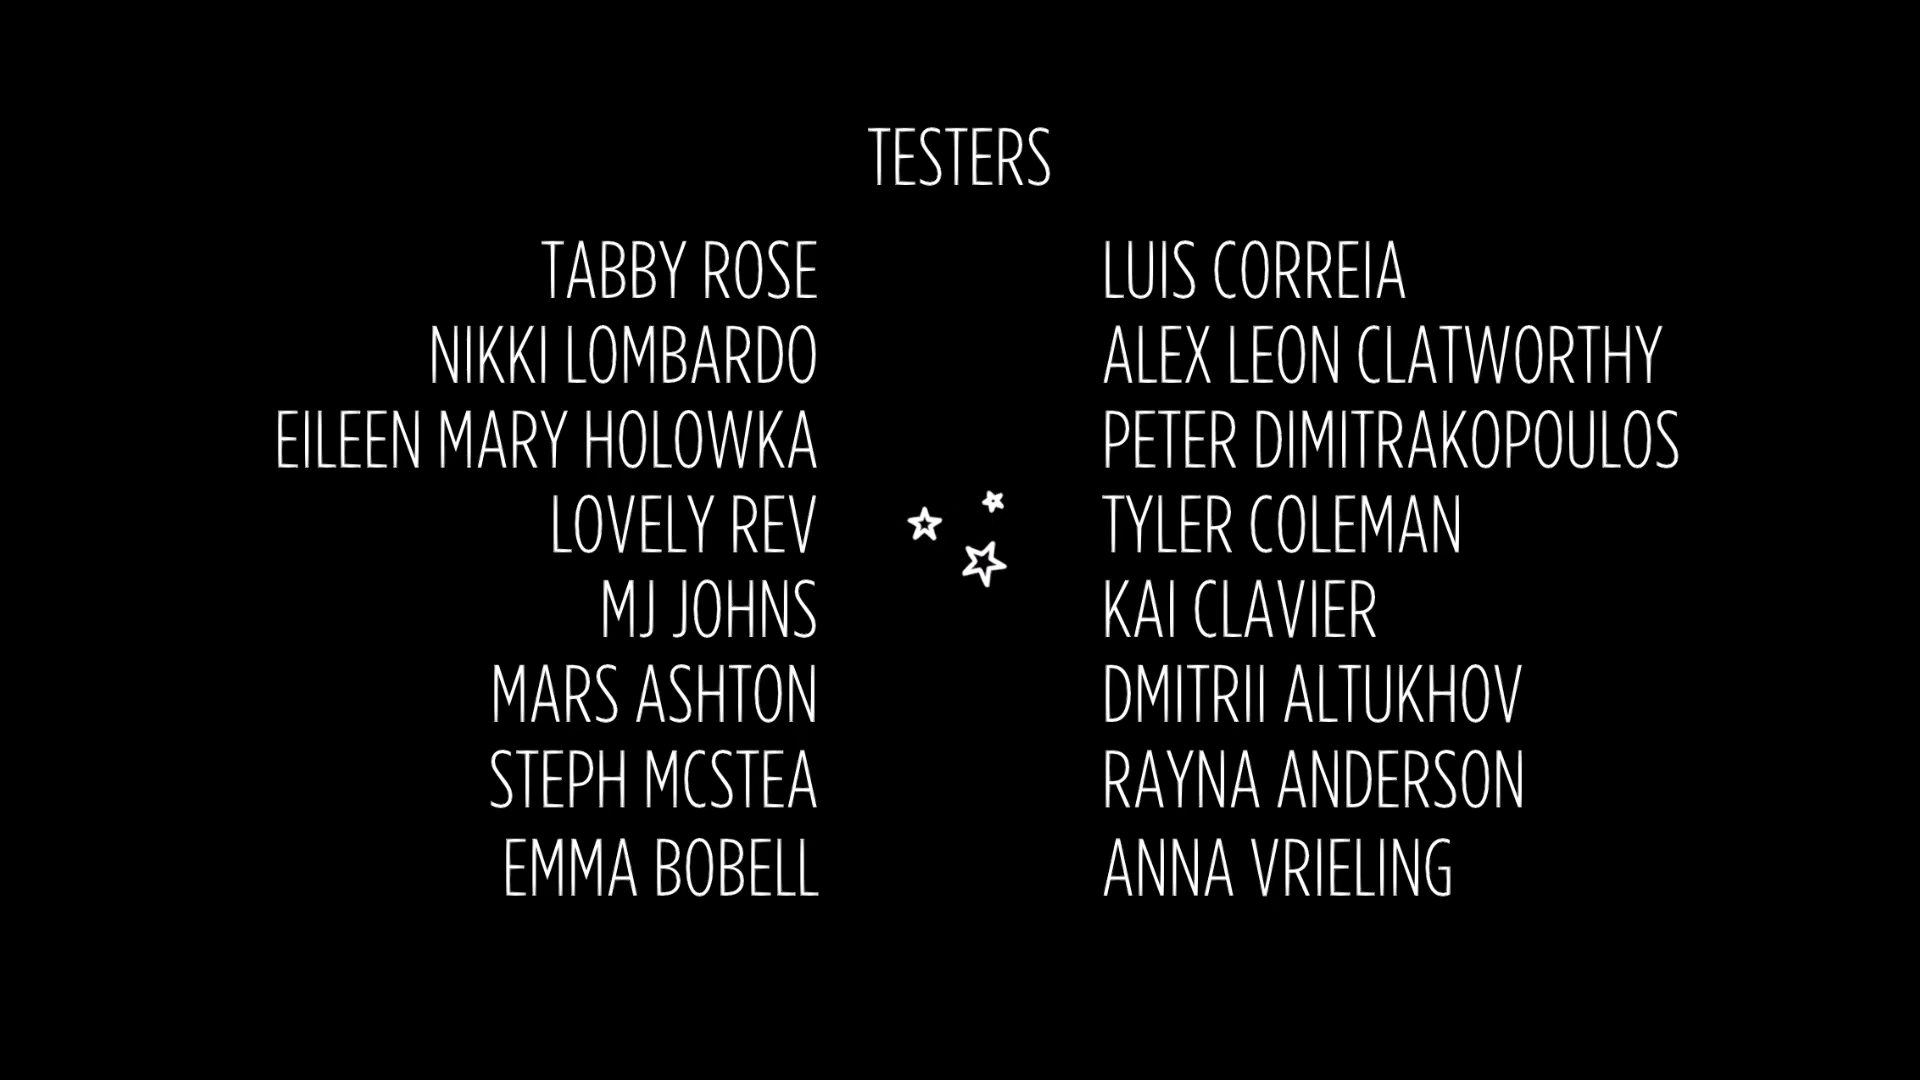 TESTERS
TABBY ROSE
NIKKI LOMBARDO
EILEEN MARY HOLOWKA
LOVELY REV
MJ JOHNS
MARS ASHTON
STEPH MCSTEA
EMMA BOBELL
LUIS CORREIA
ALEX LEON CLATWORTHY
PETER DIMITRAKOPOULOS
TYLER COLEMAN
KAI CLAVIER
DMITRII ALTUKHOV
RAYNA ANDERSON
ANNA VRIELING